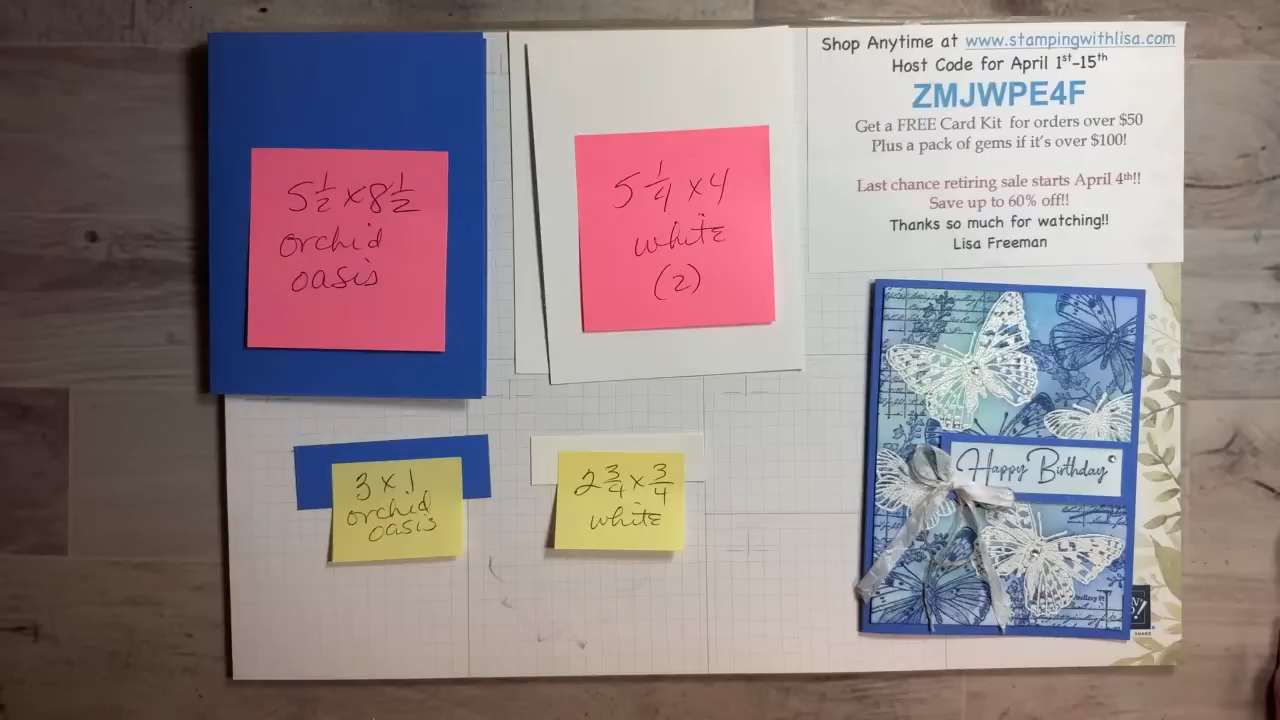 Shop Anytime at www.stampingwithlisa.com
Host Code for April 1st-15th
ZMJWPE4F
Get a FREE Card Kit for orders over $50
Plus a pack of gems if it's over $100!
Last chance retiring sale starts April 4th!!
Save up to 60% off!!
Thanks so much for watching!!
Lisa Freeman
5 1/2 x 8 1/2
orchid
oasis
5 1/4 x 4
white
(2)
3 x 1
orchid
oasis
2 3/4 x 3/4
white
Happy Birthday
SHARE